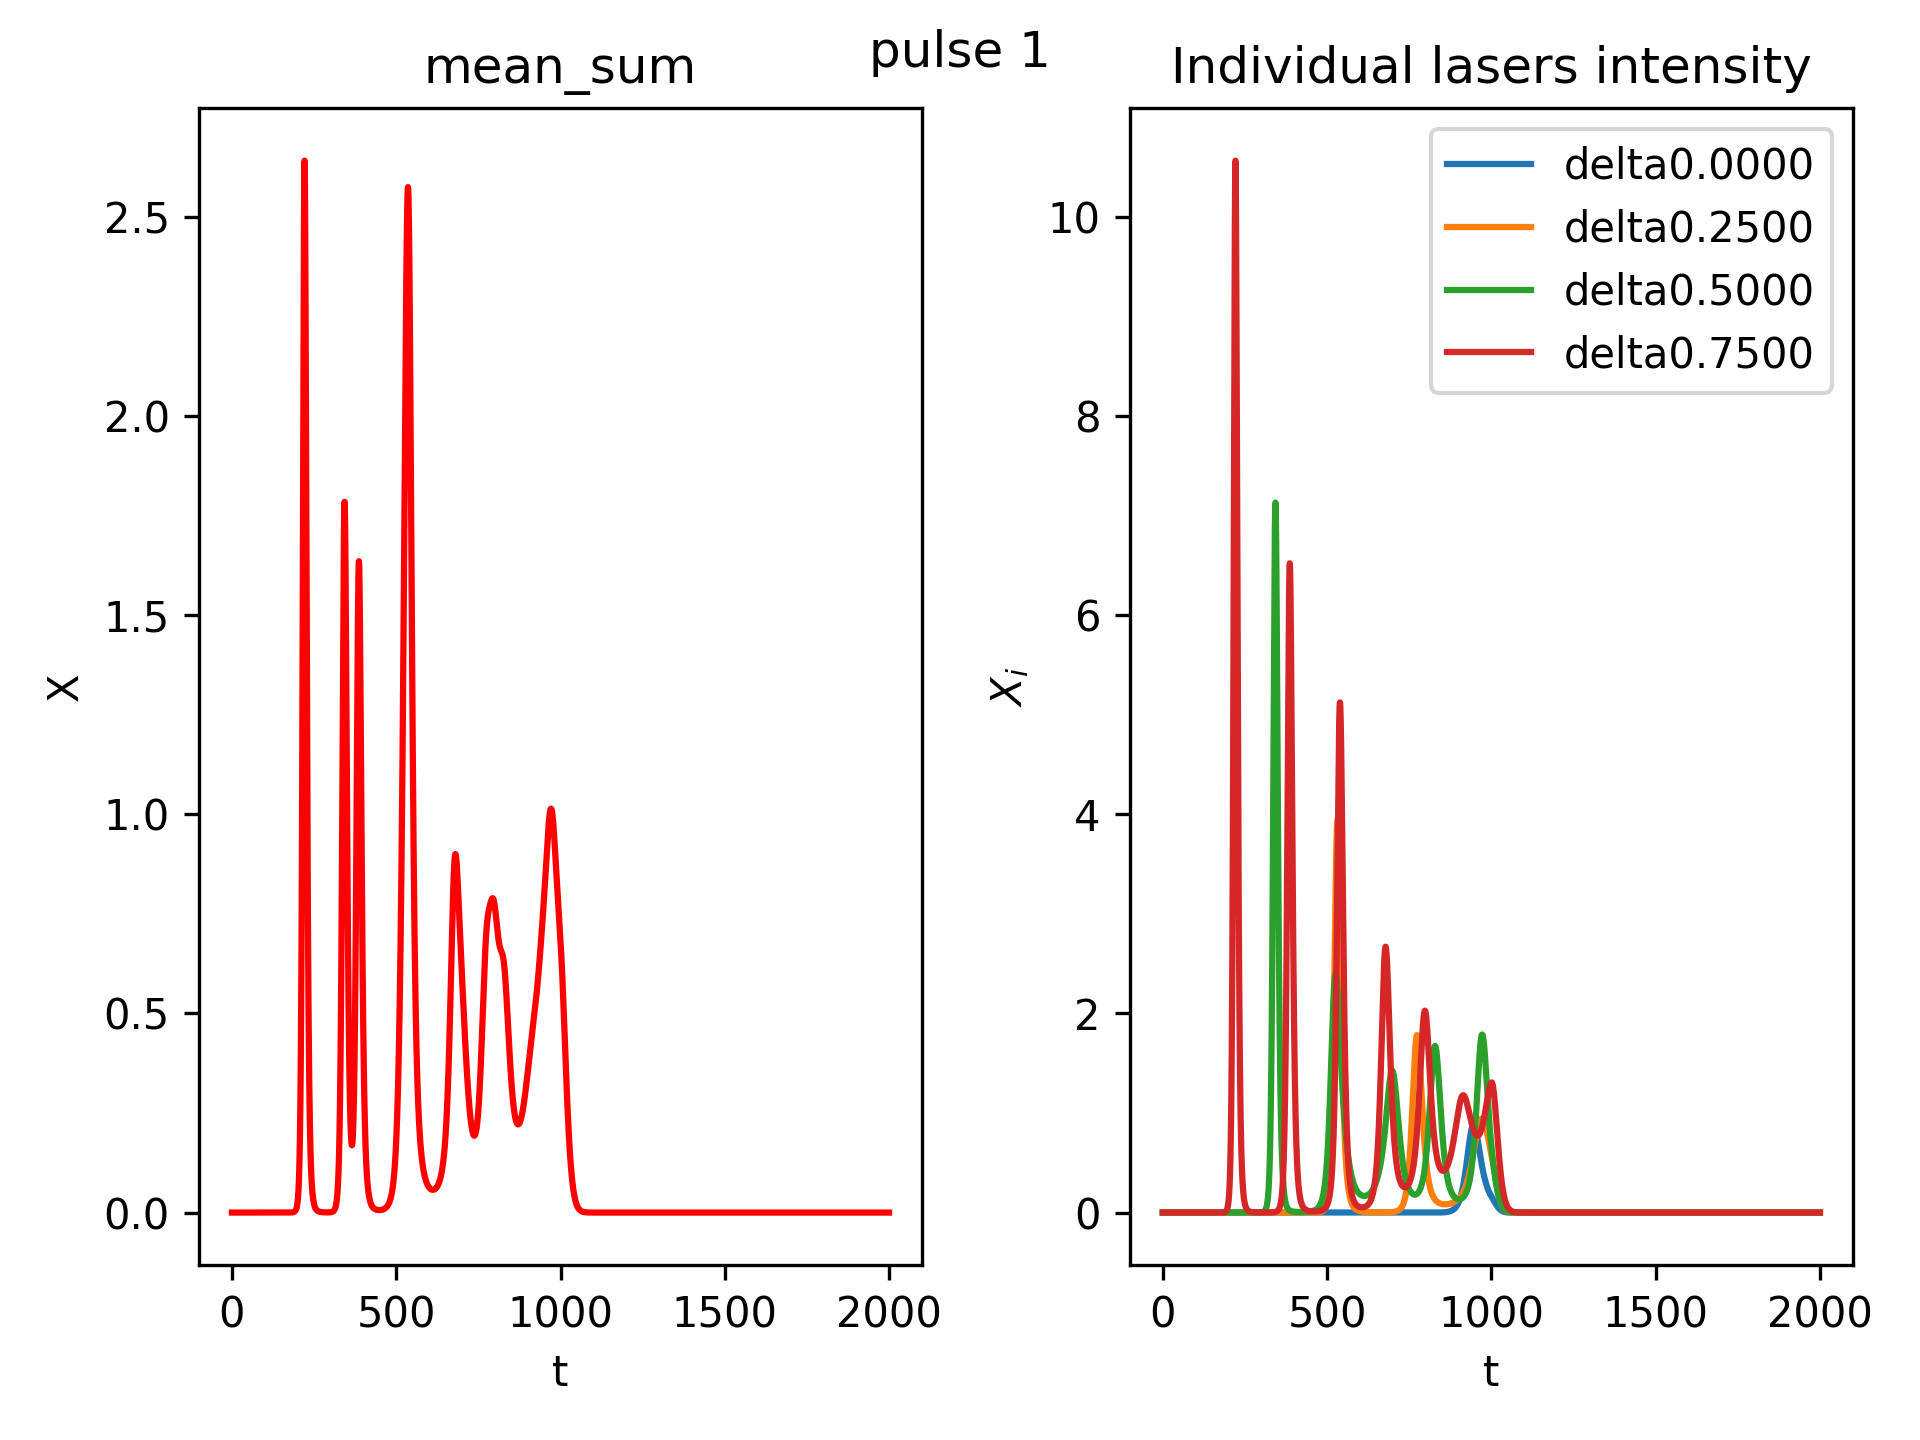 pulse 1
mean_sum
X
2.5
2.0
1.5
1.0
0.5
0.0
0 500 1000 1500 2000
t
Individual lasers intensity
X_i
10
8
6
4
2
0
delta0.0000
delta0.2500
delta0.5000
delta0.7500
0 500 1000 1500 2000
t